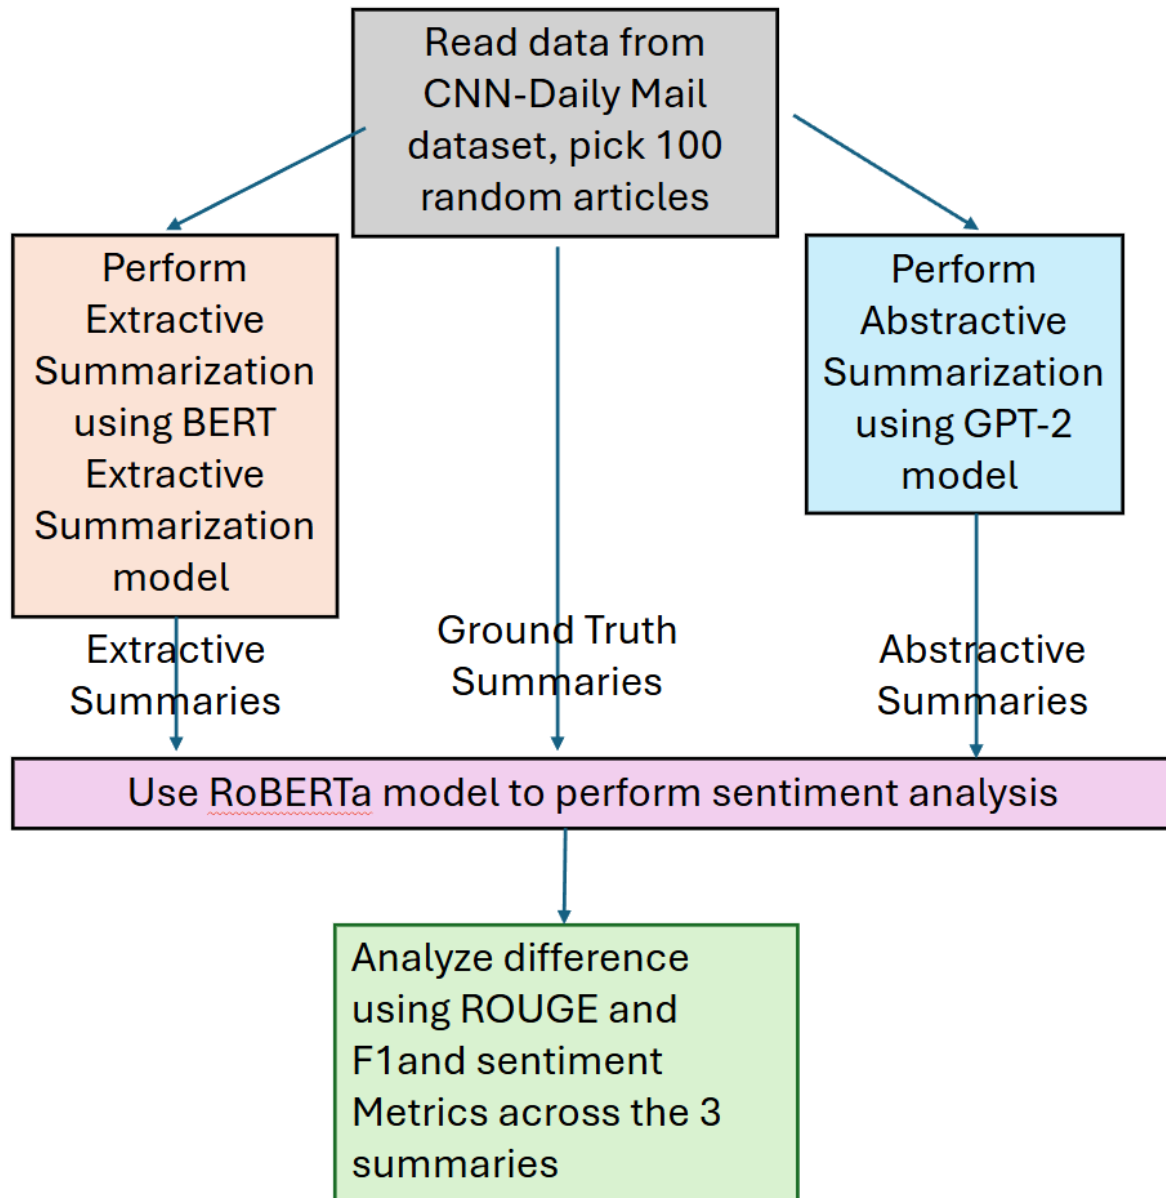 Read data from
CNN-Daily Mail
dataset, pick 100
random articles
Perform
Extractive
Summarization
using BERT
Extractive
Summarization
model
Perform
Abstractive
Summarization
using GPT-2
model
Extractive
Summaries
Ground Truth
Summaries
Abstractive
Summaries
Use RoBERTa model to perform sentiment analysis
Analyze difference
using ROUGE and
F1and sentiment
Metrics across the 3
summaries